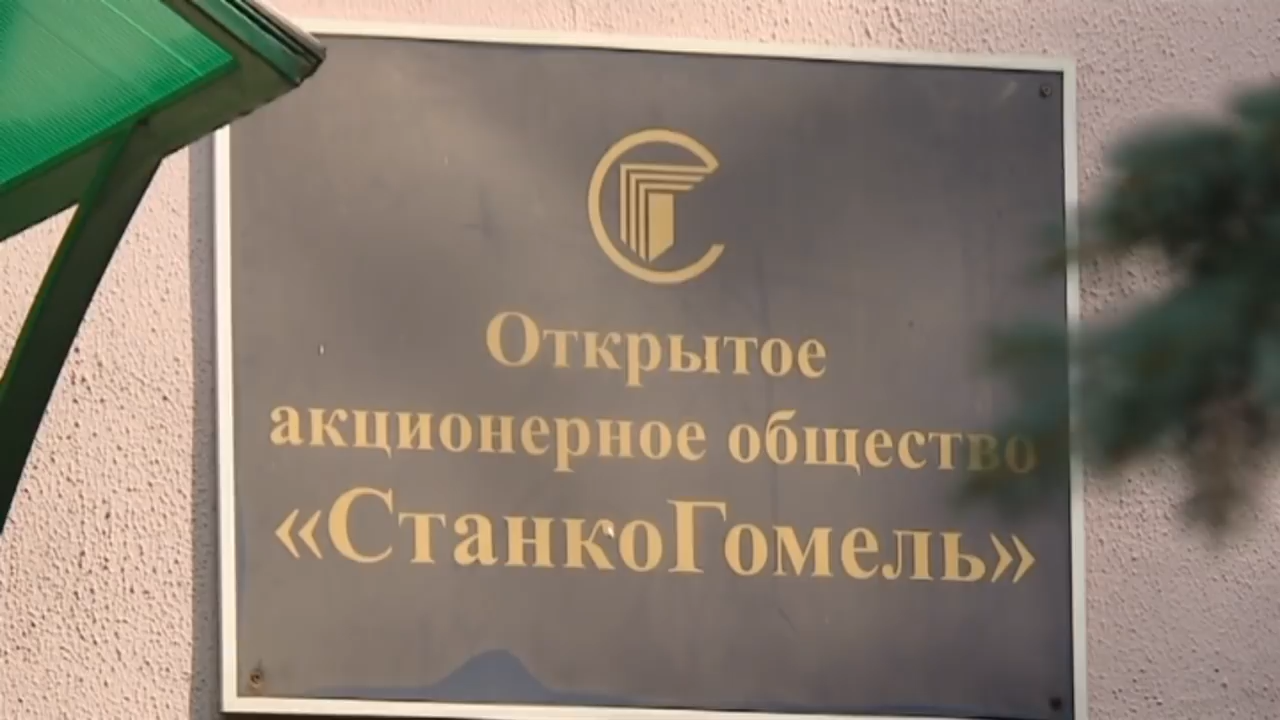 Открытое
акционерное общество
«СтанкоГомель»